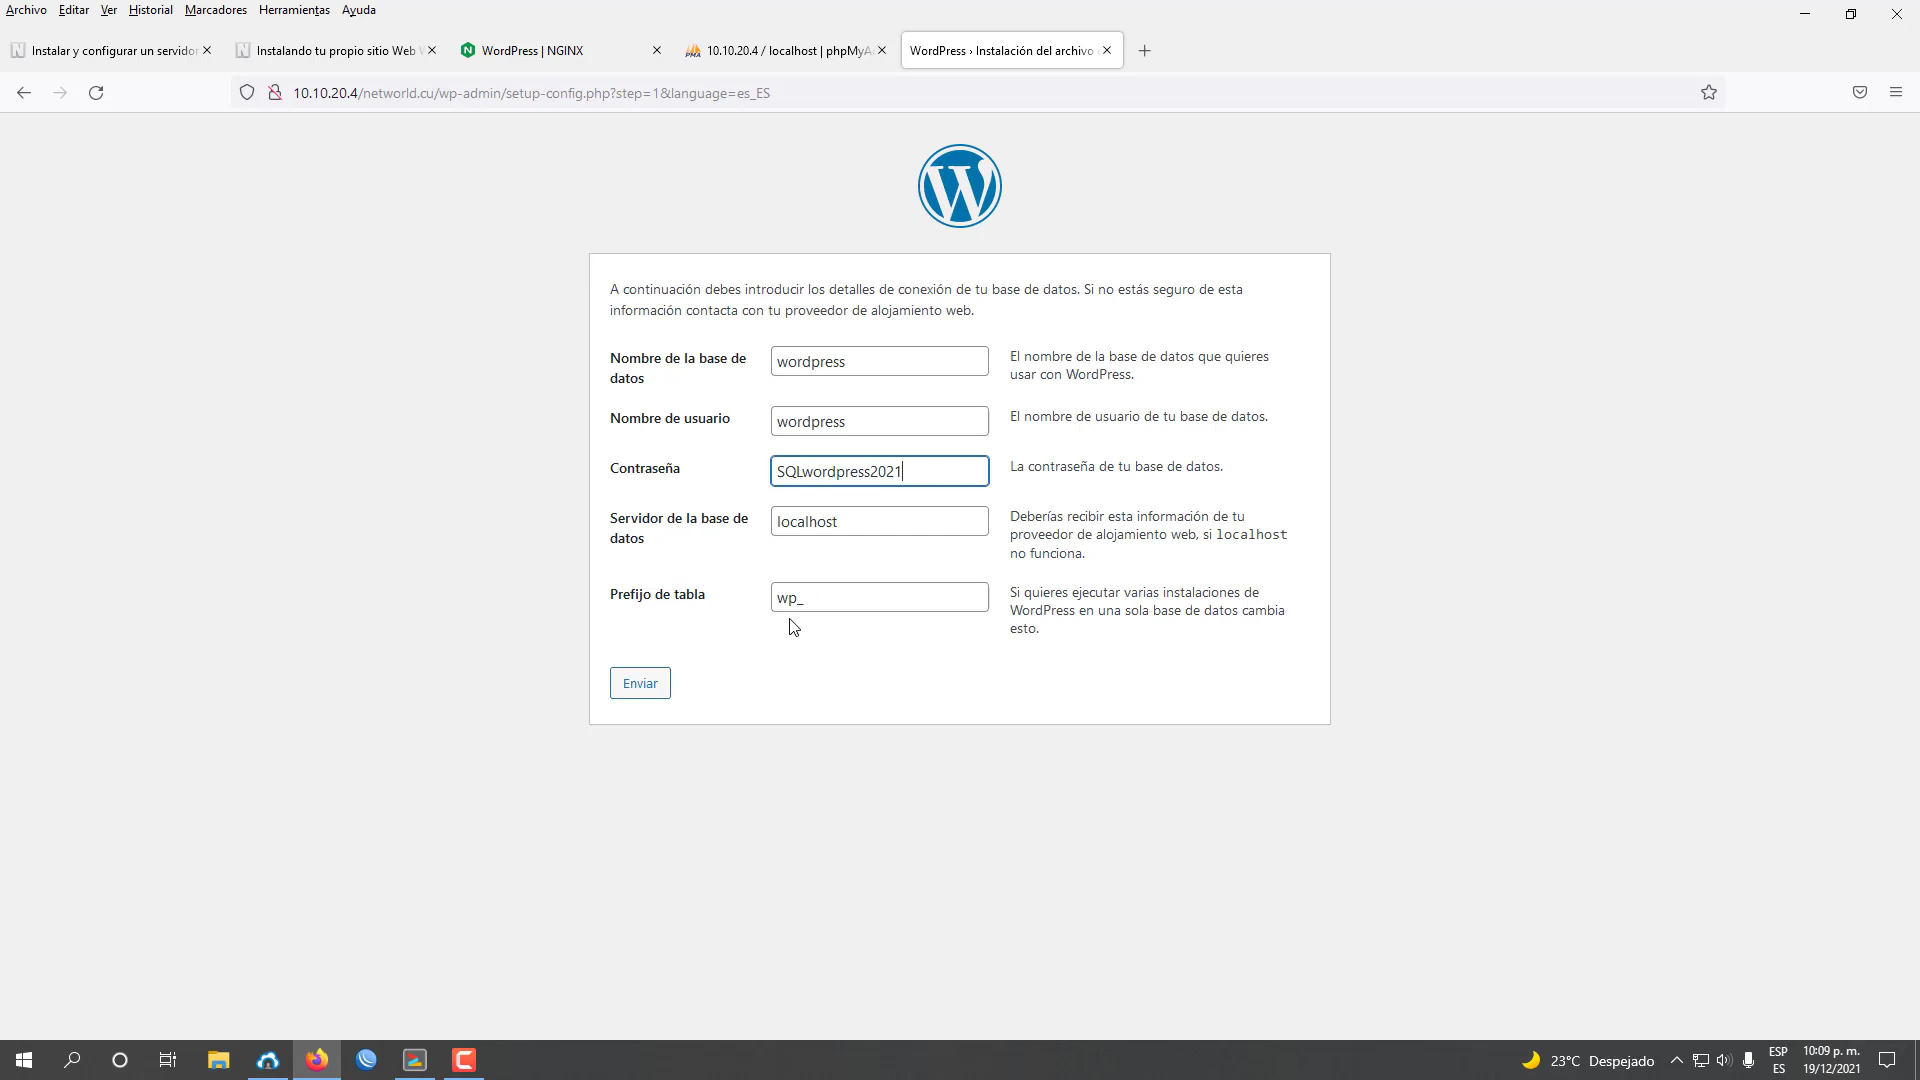 Archivo Editar Ver Historial Marcadores Herramientas Ayuda
Instalar y configurar un servidor
Instalando tu propio sitio Web
WordPress | NGINX
10.10.20.4 / localhost | phpMyA
WordPress › Instalación del archivo
10.10.20.4/networld.cu/wp-admin/setup-config.php?step=1&language=es_ES
A continuación debes introducir los detalles de conexión de tu base de datos. Si no estás seguro de esta
información contacta con tu proveedor de alojamiento web.
Nombre de la base de
datos
wordpress
El nombre de la base de datos que quieres
usar con WordPress.
Nombre de usuario
wordpress
El nombre de usuario de tu base de datos.
Contraseña
SQLwordpress2021
La contraseña de tu base de datos.
Servidor de la base de
datos
localhost
Deberías recibir esta información de tu
proveedor de alojamiento web, si localhost
no funciona.
Prefijo de tabla
wp_
Si quieres ejecutar varias instalaciones de
WordPress en una sola base de datos cambia
esto.
Enviar
23°C Despejado
ESP
ES
10:09 p. m.
19/12/2021